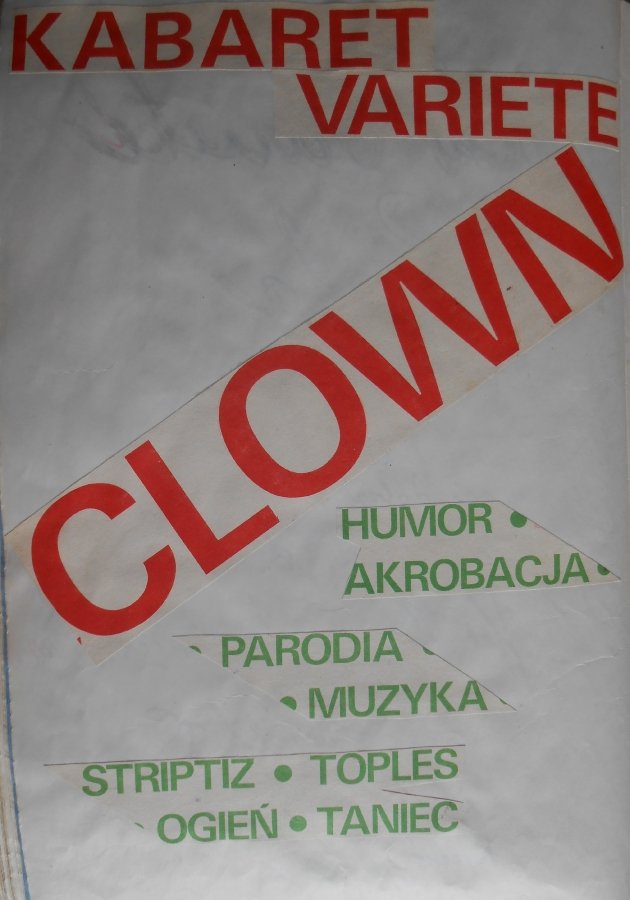 KABARET
VARIETE
CLOWN
HUMOR •
AKROBACJA •
• PARODIA •
• MUZYKA •
STRIPTIZ • TOPLES
• OGIEŃ • TANIEC